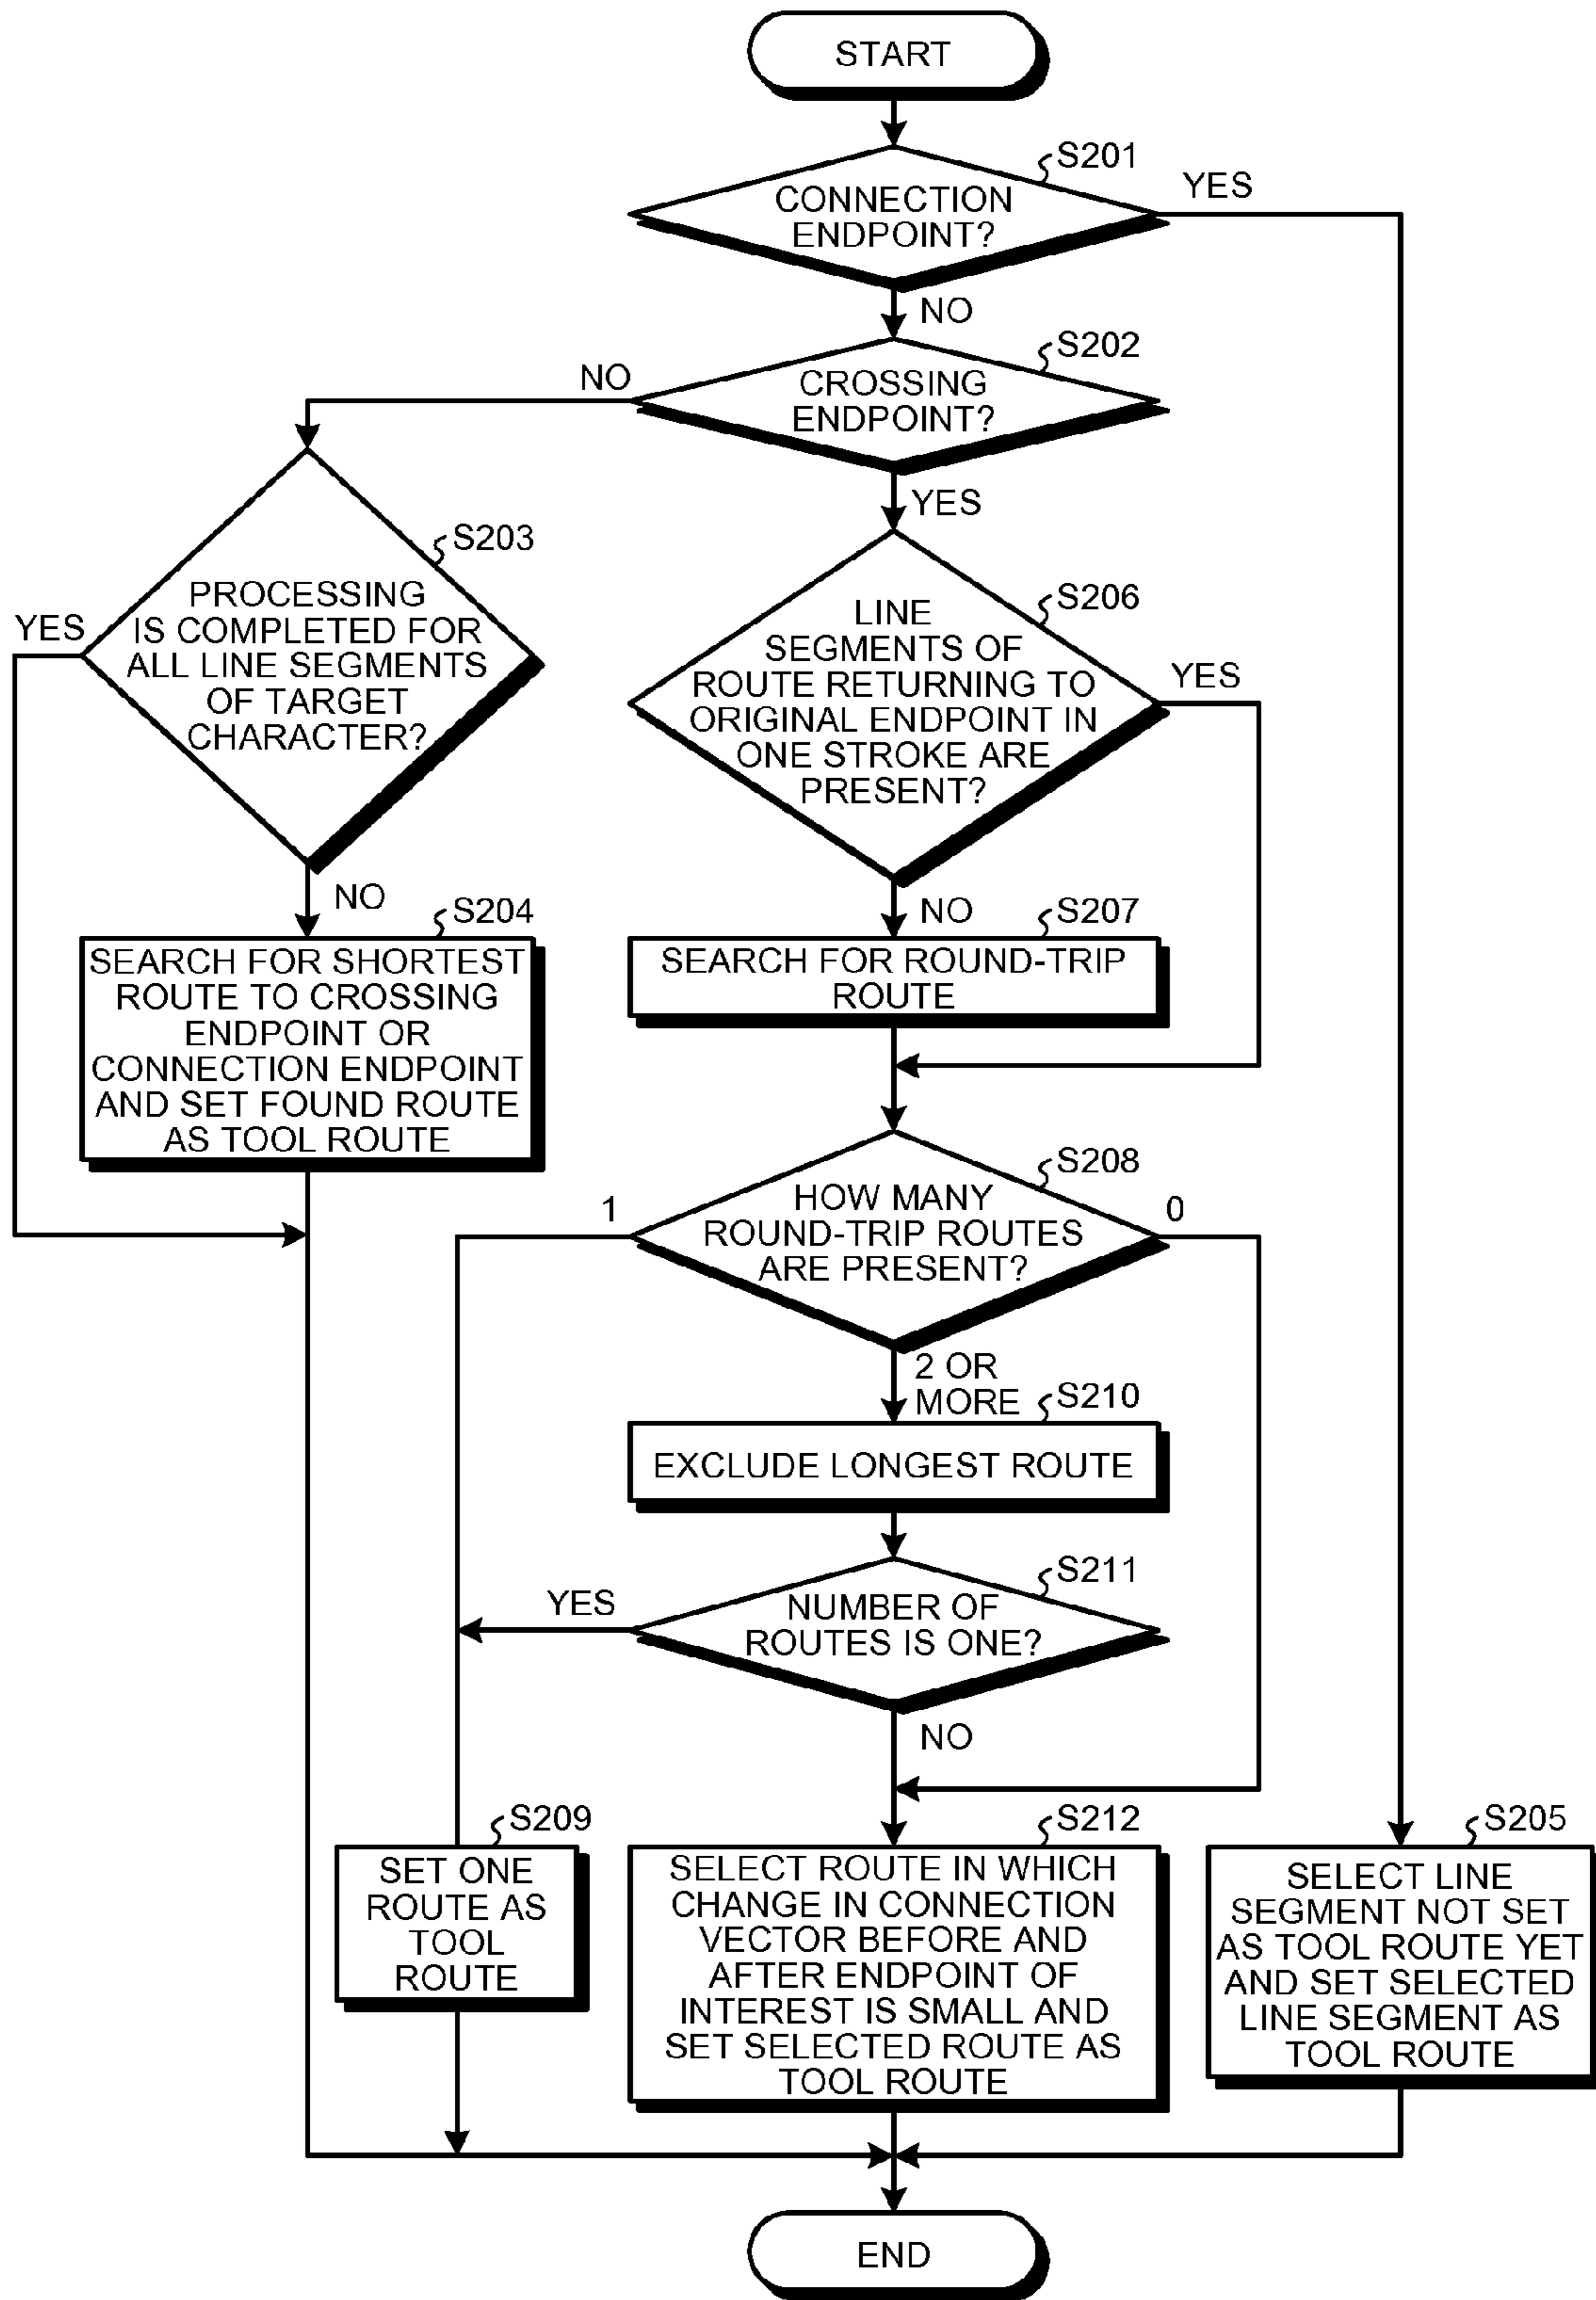 START
S201
CONNECTION
ENDPOINT?
YES
NO
S202
CROSSING
ENDPOINT?
NO
YES
S203
PROCESSING
IS COMPLETED FOR
ALL LINE SEGMENTS
OF TARGET
CHARACTER?
YES
NO
S204
SEARCH FOR SHORTEST
ROUTE TO CROSSING
ENDPOINT OR
CONNECTION ENDPOINT
AND SET FOUND ROUTE
AS TOOL ROUTE
S206
LINE
SEGMENTS OF
ROUTE RETURNING TO
ORIGINAL ENDPOINT IN
ONE STROKE ARE
PRESENT?
YES
NO
S207
SEARCH FOR ROUND-TRIP
ROUTE
S208
HOW MANY
ROUND-TRIP ROUTES
ARE PRESENT?
1
0
2 OR
MORE
S210
EXCLUDE LONGEST ROUTE
S211
NUMBER OF
ROUTES IS ONE?
YES
NO
S209
SET ONE
ROUTE AS
TOOL
ROUTE
S212
SELECT ROUTE IN WHICH
CHANGE IN CONNECTION
VECTOR BEFORE AND
AFTER ENDPOINT OF
INTEREST IS SMALL AND
SET SELECTED ROUTE AS
TOOL ROUTE
S205
SELECT LINE
SEGMENT NOT SET
AS TOOL ROUTE YET
AND SET SELECTED
LINE SEGMENT AS
TOOL ROUTE
END